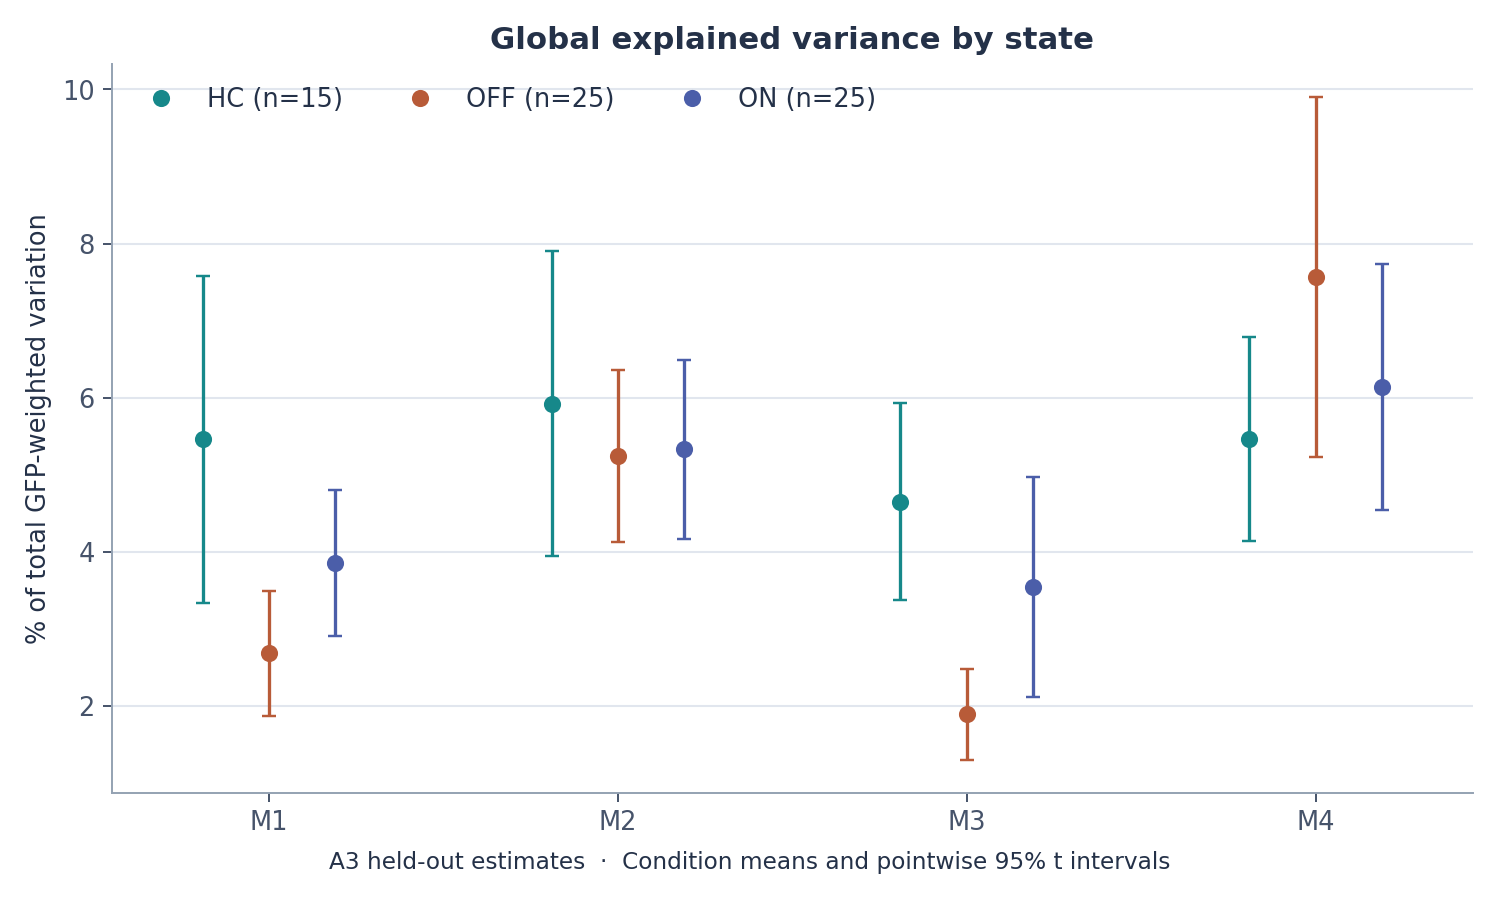 Global explained variance by state
HC (n=15) OFF (n=25) ON (n=25)
% of total GFP-weighted variation
10
8
6
4
2
M1 M2 M3 M4
A3 held-out estimates · Condition means and pointwise 95% t intervals